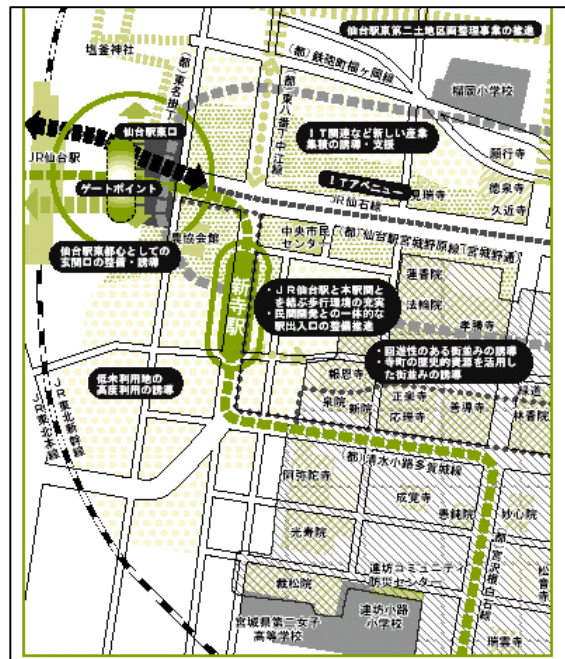 仙台駅東第二土地区画整理事業の推進
塩釜神社
(都)東名掛丁
(都)東八番丁中江線
(都)鉄砲町榴ヶ岡線
榴岡小学校
仙台駅東口
IT関連など新しい産業
集積の誘導・支援
願行寺
JR仙台駅
ITアベニュー
見瑞寺
徳泉寺
ゲートポイント
JR仙石線
久近寺
農協会館
中央市民
センター
(都)仙台駅宮城野原線(宮城野通)
仙台駅東都心としての
玄関口の整備・誘導
新寺駅
蓮香院
法輪院
孝勝寺
・JR仙台駅と本駅間と
を結ぶ歩行環境の充実
・民間開発との一体的な
駅出入口の整備推進
・回遊性のある街並みの誘導
・寺町の歴史的資源を活用し
た街並みの誘導
低未利用地の
高度利用の誘導
JR東北新幹線
JR東北本線
報恩寺
正楽寺
善導寺
緑道
泉院
新院
応理寺
林香院
(都)清水小路多賀城線
阿弥陀寺
成覚寺
愚鈍院
妙心院
光寿院
(都)宮沢根白石線
松音寺
裁松院
連坊コミュニティ
防災センター
宮城県第二女子
高等学校
連坊小路
小学校
瑞雲寺